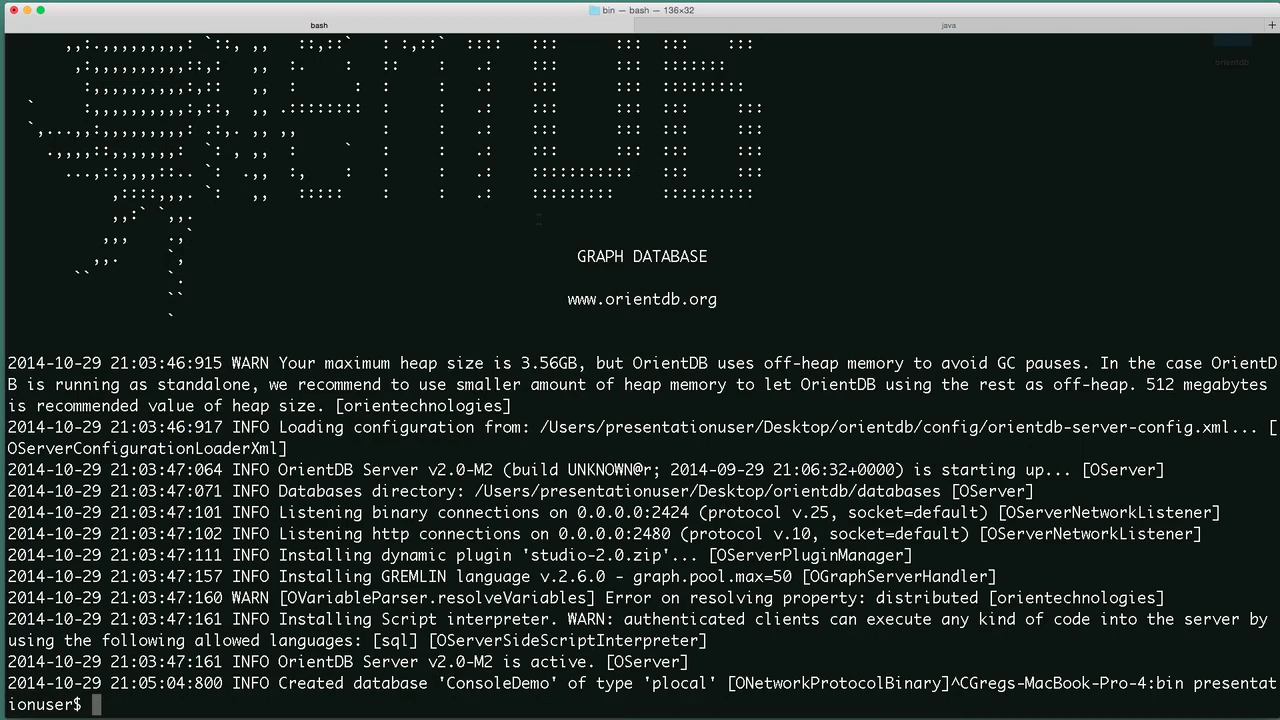 bin — bash — 136×32
bash
java
orientdb
GRAPH DATABASE
www.orientdb.org
2014-10-29 21:03:46:915 WARN Your maximum heap size is 3.56GB, but OrientDB uses off-heap memory to avoid GC pauses. In the case OrientD
B is running as standalone, we recommend to use smaller amount of heap memory to let OrientDB using the rest as off-heap. 512 megabytes
is recommended value of heap size. [orientechnologies]
2014-10-29 21:03:46:917 INFO Loading configuration from: /Users/presentationuser/Desktop/orientdb/config/orientdb-server-config.xml... [
OServerConfigurationLoaderXml]
2014-10-29 21:03:47:064 INFO OrientDB Server v2.0-M2 (build UNKNOWN@r; 2014-09-29 21:06:32+0000) is starting up... [OServer]
2014-10-29 21:03:47:071 INFO Databases directory: /Users/presentationuser/Desktop/orientdb/databases [OServer]
2014-10-29 21:03:47:101 INFO Listening binary connections on 0.0.0.0:2424 (protocol v.25, socket=default) [OServerNetworkListener]
2014-10-29 21:03:47:102 INFO Listening http connections on 0.0.0.0:2480 (protocol v.10, socket=default) [OServerNetworkListener]
2014-10-29 21:03:47:111 INFO Installing dynamic plugin 'studio-2.0.zip'... [OServerPluginManager]
2014-10-29 21:03:47:157 INFO Installing GREMLIN language v.2.6.0 - graph.pool.max=50 [OGraphServerHandler]
2014-10-29 21:03:47:160 WARN [OVariableParser.resolveVariables] Error on resolving property: distributed [orientechnologies]
2014-10-29 21:03:47:161 INFO Installing Script interpreter. WARN: authenticated clients can execute any kind of code into the server by
using the following allowed languages: [sql] [OServerSideScriptInterpreter]
2014-10-29 21:03:47:161 INFO OrientDB Server v2.0-M2 is active. [OServer]
2014-10-29 21:05:04:800 INFO Created database 'ConsoleDemo' of type 'plocal' [ONetworkProtocolBinary]^CGregs-MacBook-Pro-4:bin presentat
ionuser$